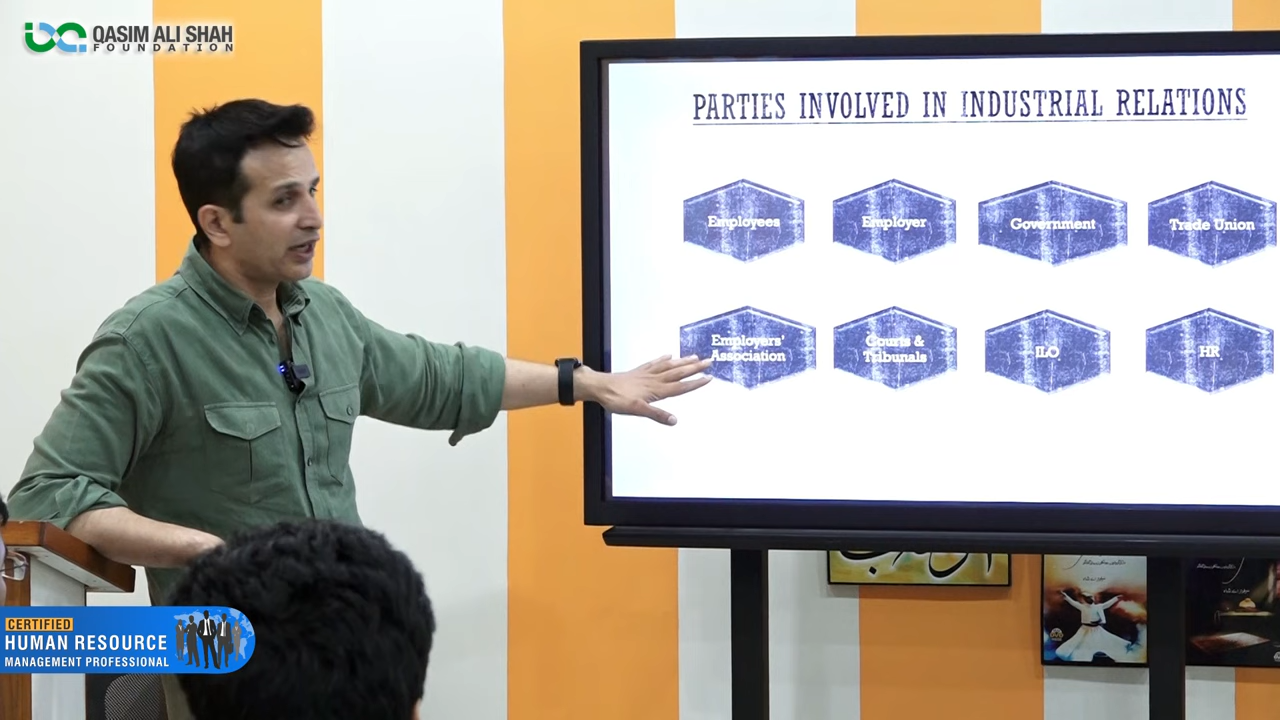 QASIM ALI SHAH
FOUNDATION
PARTIES INVOLVED IN INDUSTRIAL RELATIONS
Employees
Employer
Government
Trade Union
Employers'
Association
Courts &
Tribunals
ILO
HR
CERTIFIED
HUMAN RESOURCE
MANAGEMENT PROFESSIONAL